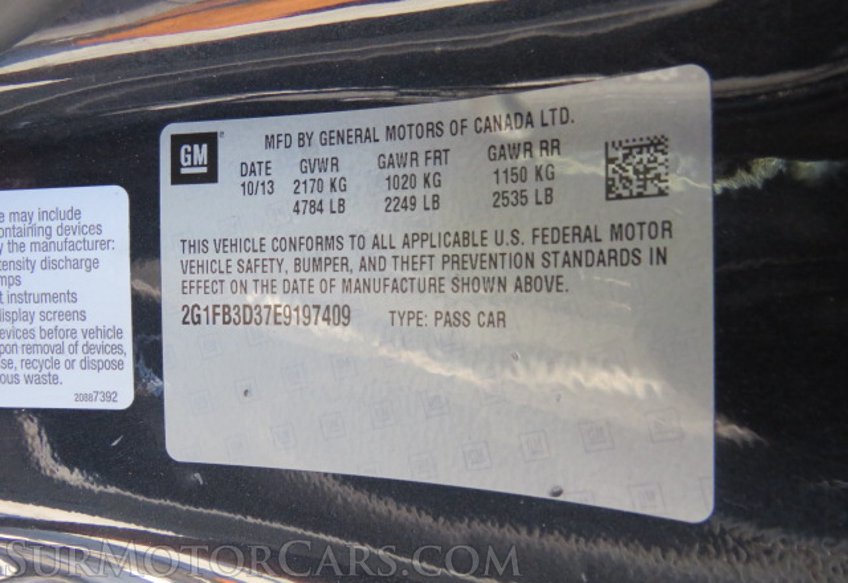 GM
MFD BY GENERAL MOTORS OF CANADA LTD.
DATE GVWR GAWR FRT GAWR RR
10/13 2170 KG 1020 KG 1150 KG
4784 LB 2249 LB 2535 LB
THIS VEHICLE CONFORMS TO ALL APPLICABLE U.S. FEDERAL MOTOR
VEHICLE SAFETY, BUMPER, AND THEFT PREVENTION STANDARDS IN
EFFECT ON THE DATE OF MANUFACTURE SHOWN ABOVE.
2G1FB3D37E9197409 TYPE: PASS CAR
e may include
ontaining devices
y the manufacturer:
tensity discharge
mps
t instruments
display screens
evices before vehicle
pon removal of devices,
se, recycle or dispose
ous waste.
20887392
SURMOTORCARS.COM